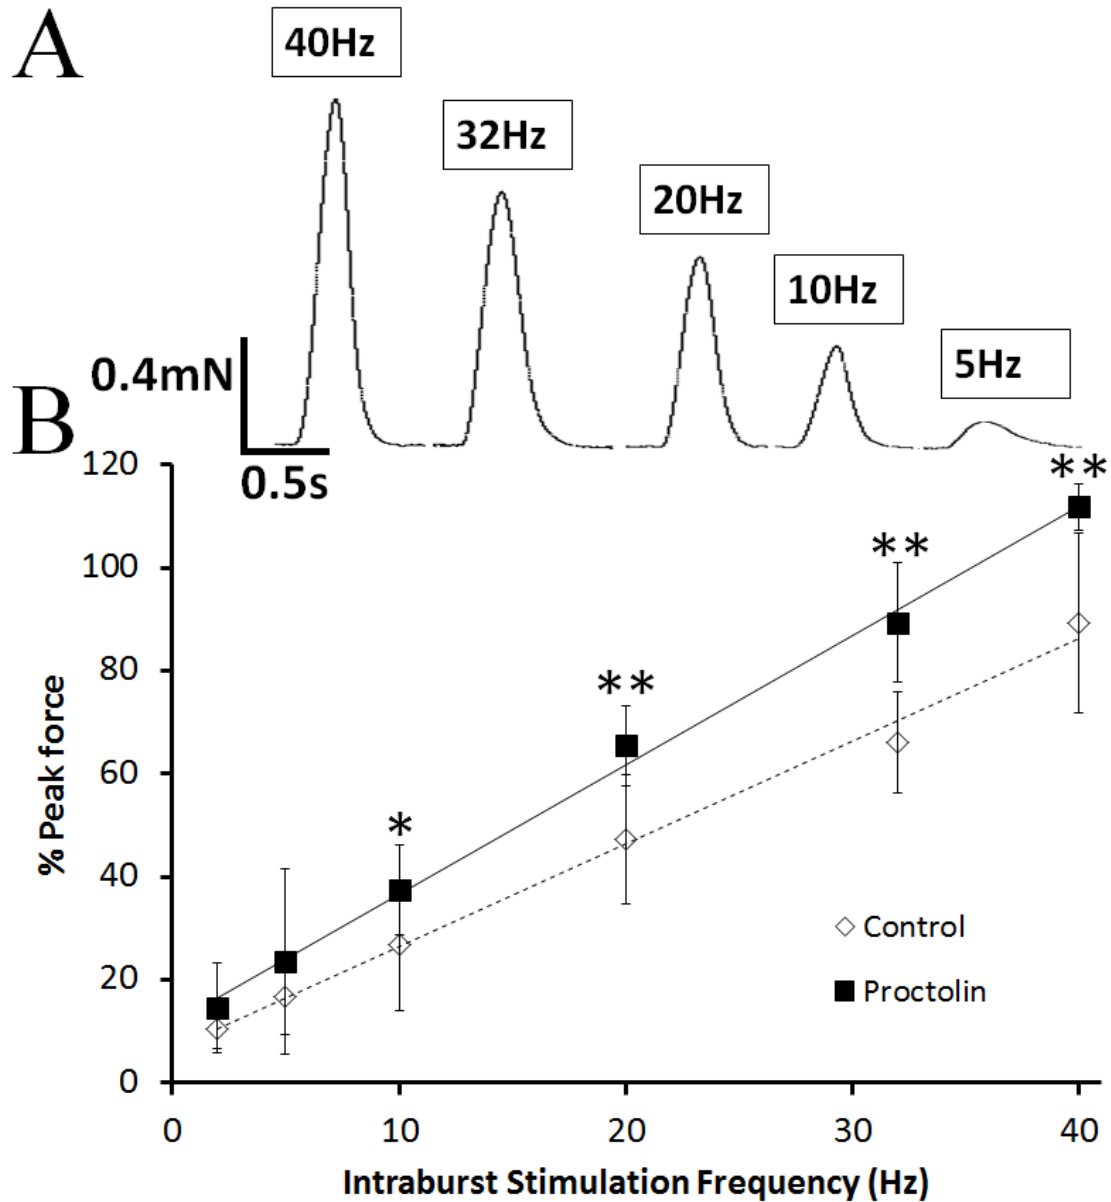 A
40Hz
32Hz
20Hz
10Hz
5Hz
0.4mN
0.5s
B
120
100
80
60
40
20
0
% Peak force
*
**
**
**
Control
Proctolin
0 10 20 30 40
Intraburst Stimulation Frequency (Hz)